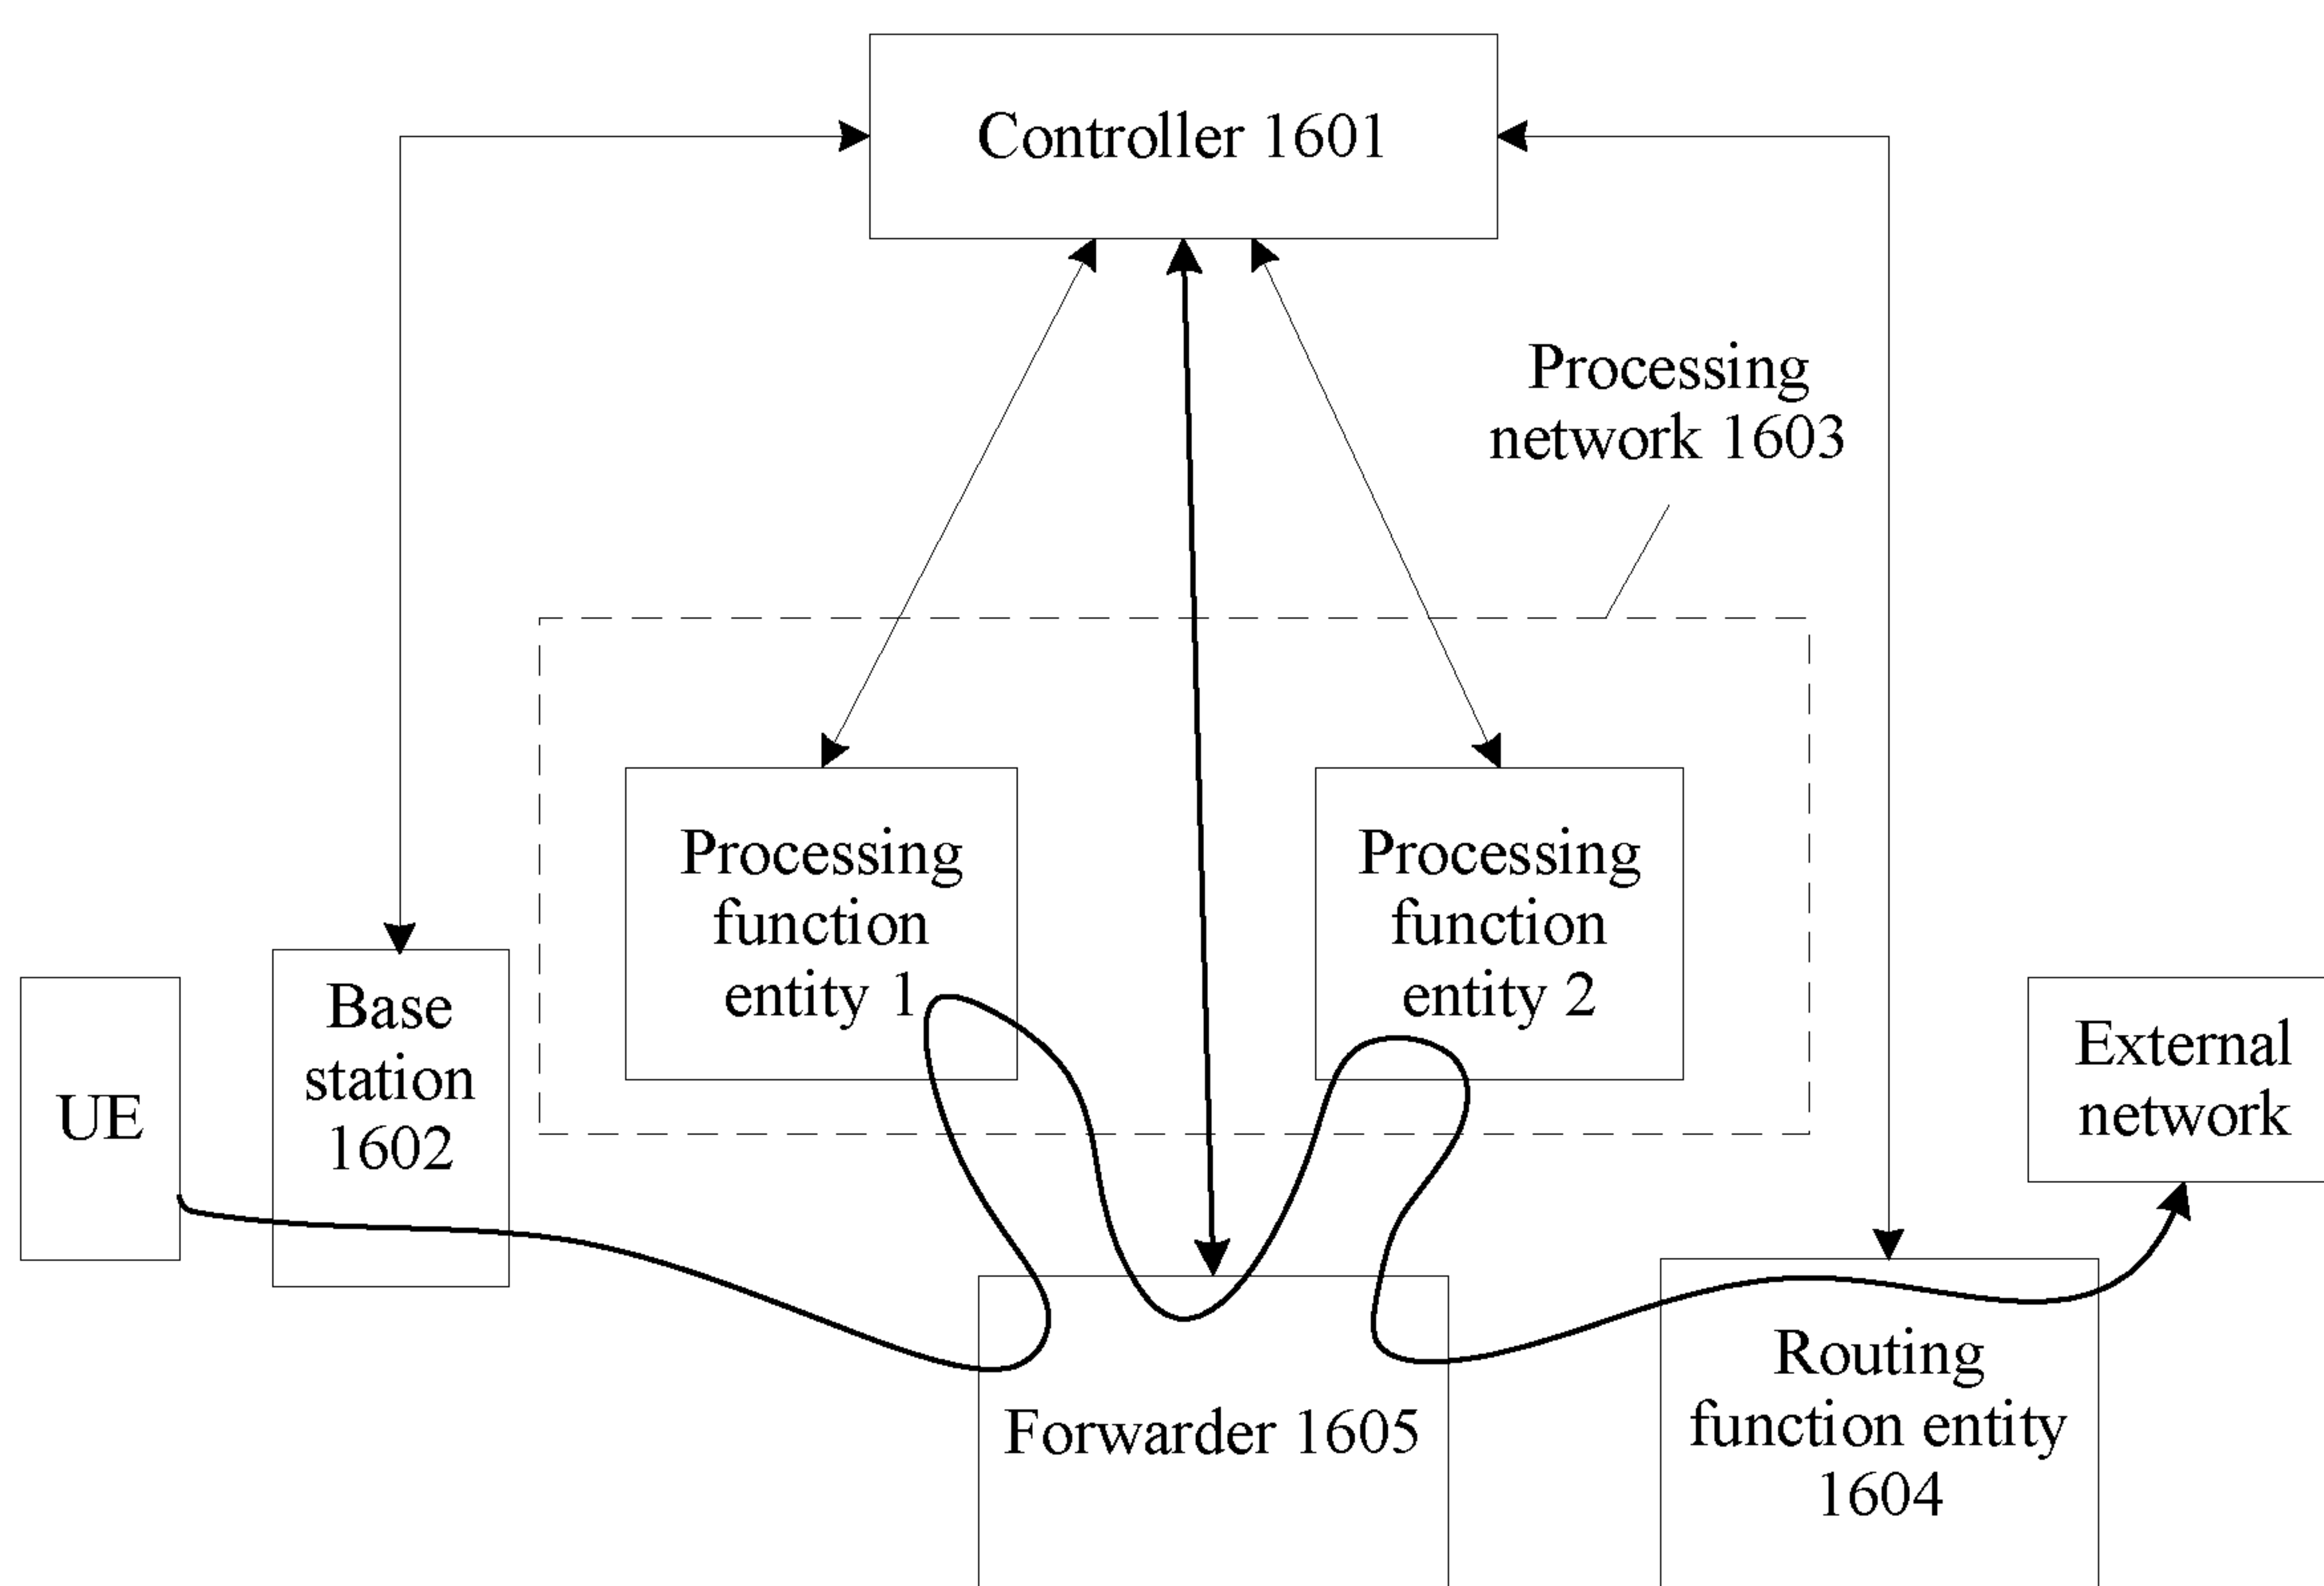 Controller 1601
Processing
network 1603
Processing
function
entity 1
Processing
function
entity 2
UE
Base
station
1602
External
network
Forwarder 1605
Routing
function entity
1604